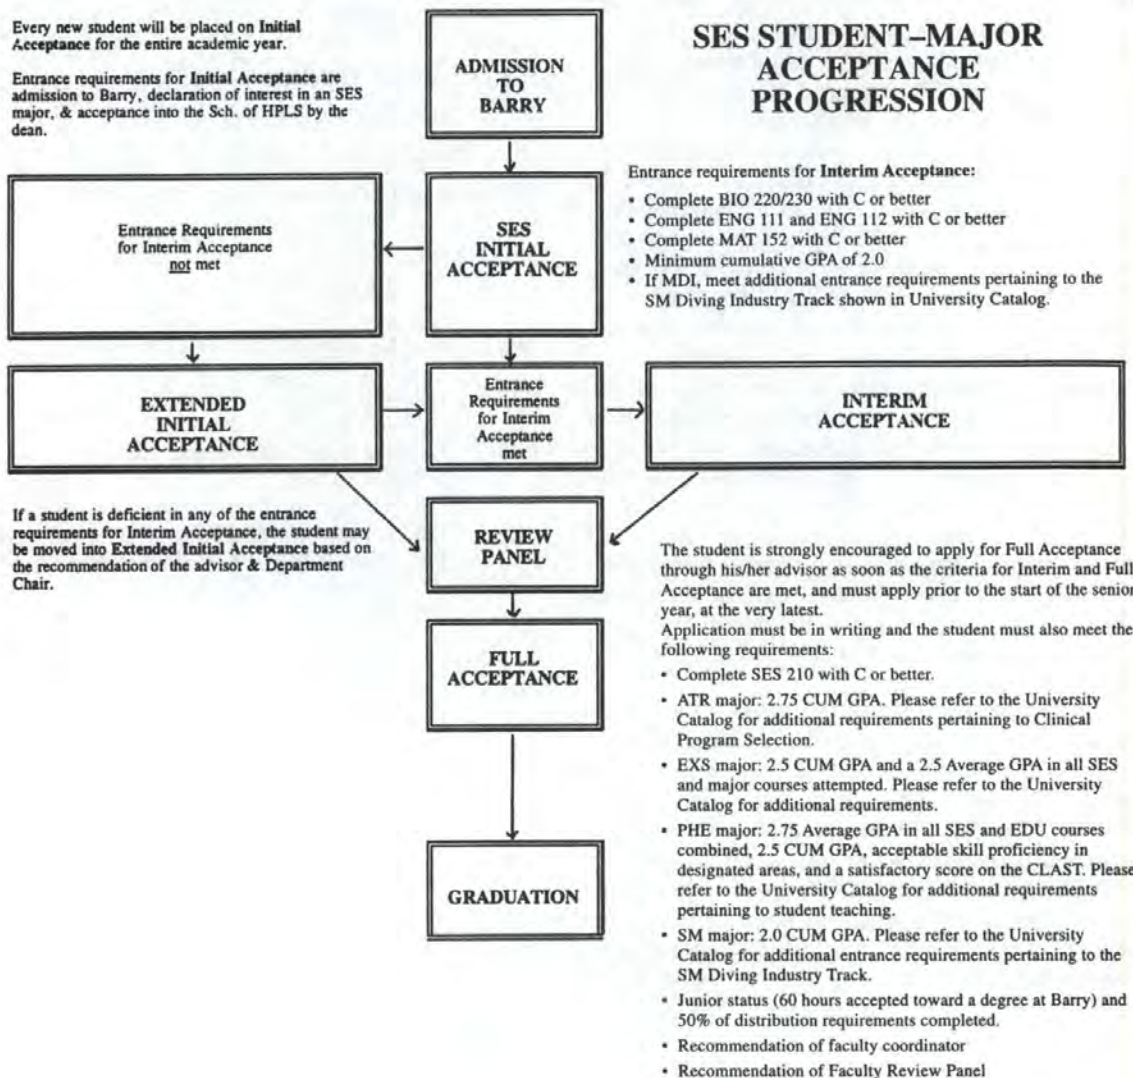 Every new student will be placed on Initial
Acceptance for the entire academic year.
Entrance requirements for Initial Acceptance are
admission to Barry, declaration of interest in an SES
major, & acceptance into the Sch. of HPLS by the
dean.
ADMISSION
TO
BARRY
SES STUDENT–MAJOR
ACCEPTANCE
PROGRESSION
Entrance requirements for Interim Acceptance:
• Complete BIO 220/230 with C or better
• Complete ENG 111 and ENG 112 with C or better
• Complete MAT 152 with C or better
• Minimum cumulative GPA of 2.0
• If MDI, meet additional entrance requirements pertaining to the
SM Diving Industry Track shown in University Catalog.
Entrance Requirements
for Interim Acceptance
not met
SES
INITIAL
ACCEPTANCE
EXTENDED
INITIAL
ACCEPTANCE
Entrance
Requirements
for Interim
Acceptance
met
INTERIM
ACCEPTANCE
If a student is deficient in any of the entrance
requirements for Interim Acceptance, the student may
be moved into Extended Initial Acceptance based on
the recommendation of the advisor & Department
Chair.
REVIEW
PANEL
FULL
ACCEPTANCE
GRADUATION
The student is strongly encouraged to apply for Full Acceptance
through his/her advisor as soon as the criteria for Interim and Full
Acceptance are met, and must apply prior to the start of the senior
year, at the very latest.
Application must be in writing and the student must also meet the
following requirements:
• Complete SES 210 with C or better.
• ATR major: 2.75 CUM GPA. Please refer to the University
Catalog for additional requirements pertaining to Clinical
Program Selection.
• EXS major: 2.5 CUM GPA and a 2.5 Average GPA in all SES
and major courses attempted. Please refer to the University
Catalog for additional requirements.
• PHE major: 2.75 Average GPA in all SES and EDU courses
combined, 2.5 CUM GPA, acceptable skill proficiency in
designated areas, and a satisfactory score on the CLAST. Please
refer to the University Catalog for additional requirements
pertaining to student teaching.
• SM major: 2.0 CUM GPA. Please refer to the University
Catalog for additional entrance requirements pertaining to the
SM Diving Industry Track.
• Junior status (60 hours accepted toward a degree at Barry) and
50% of distribution requirements completed.
• Recommendation of faculty coordinator
• Recommendation of Faculty Review Panel